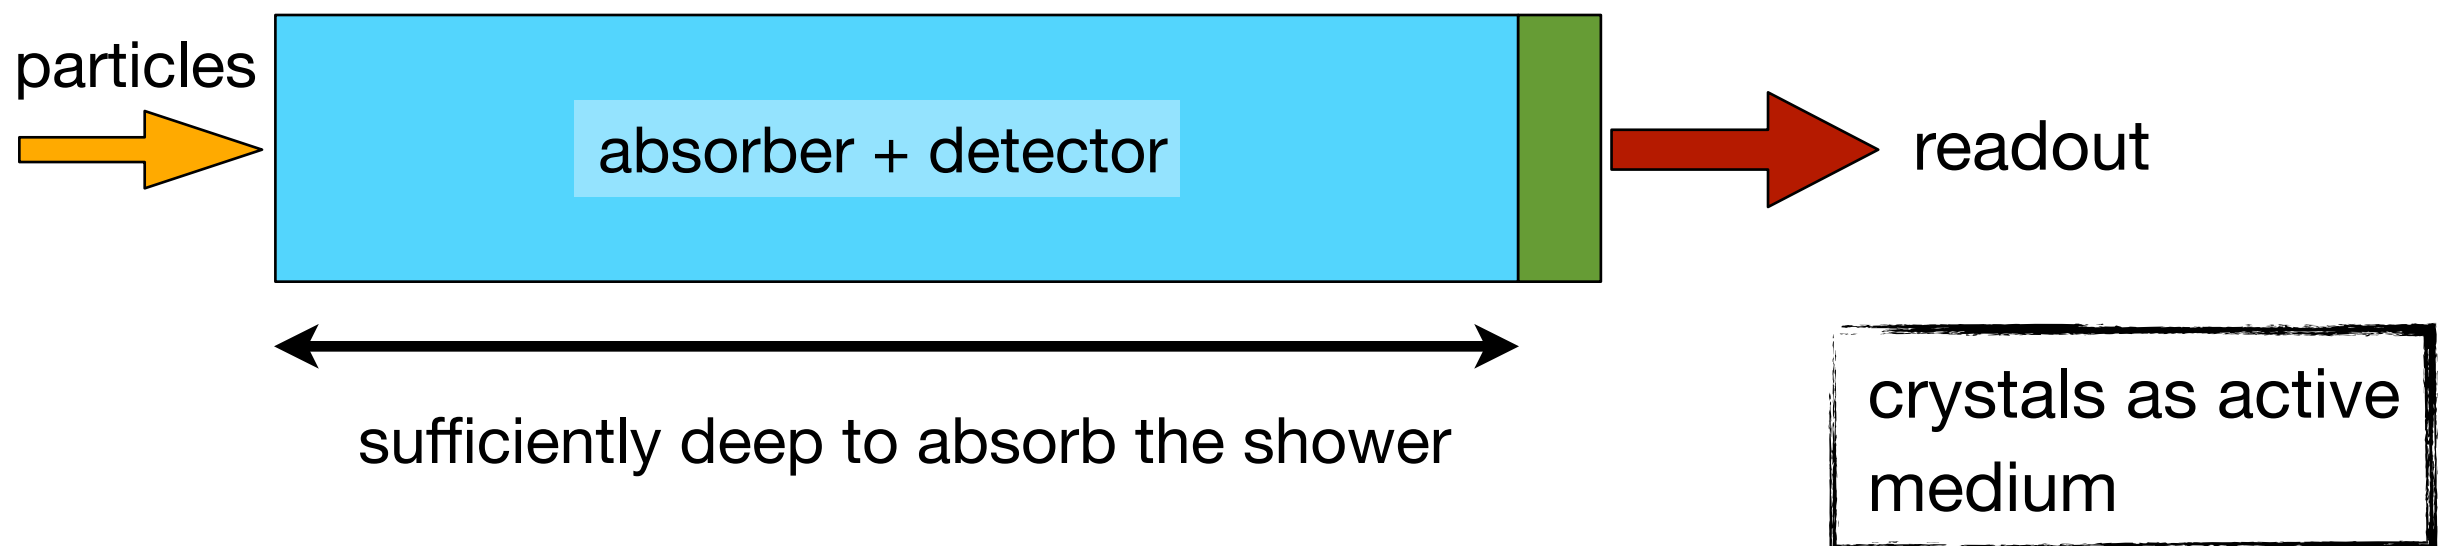 particles
absorber + detector
readout
sufficiently deep to absorb the shower
crystals as active
medium